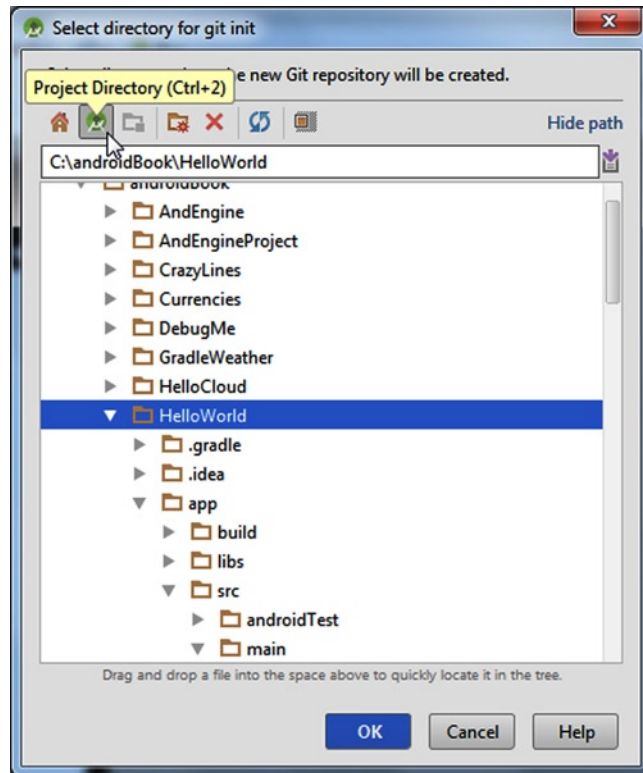 Select directory for git init
e new Git repository will be created.
Project Directory (Ctrl+2)
Hide path
C:\androidBook\HelloWorld
androidBook
AndEngine
AndEngineProject
CrazyLines
Currencies
DebugMe
GradleWeather
HelloCloud
HelloWorld
.gradle
.idea
app
build
libs
src
androidTest
main
Drag and drop a file into the space above to quickly locate it in the tree.
OK Cancel Help